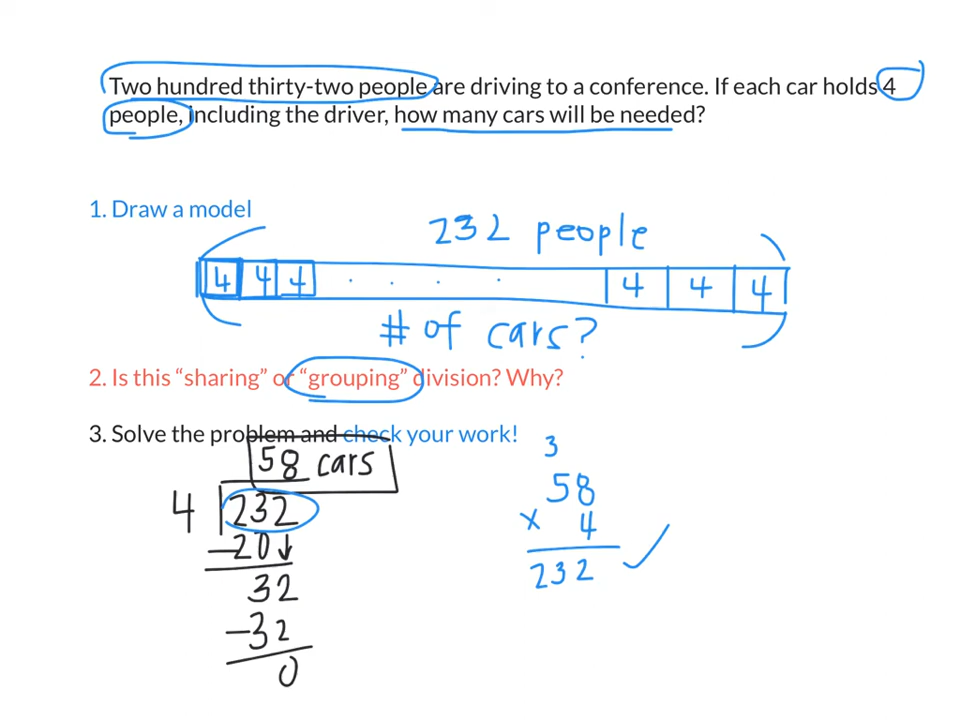 Two hundred thirty-two people are driving to a conference. If each car holds 4
people, including the driver, how many cars will be needed?
1. Draw a model
232 people
4 4 4 . . . . 4 4 4
# of cars?
2. Is this “sharing” or “grouping” division? Why?
3. Solve the problem and check your work!
58 cars
4 232
-20↓
32
-32
0
3
58
x 4
232 ✓